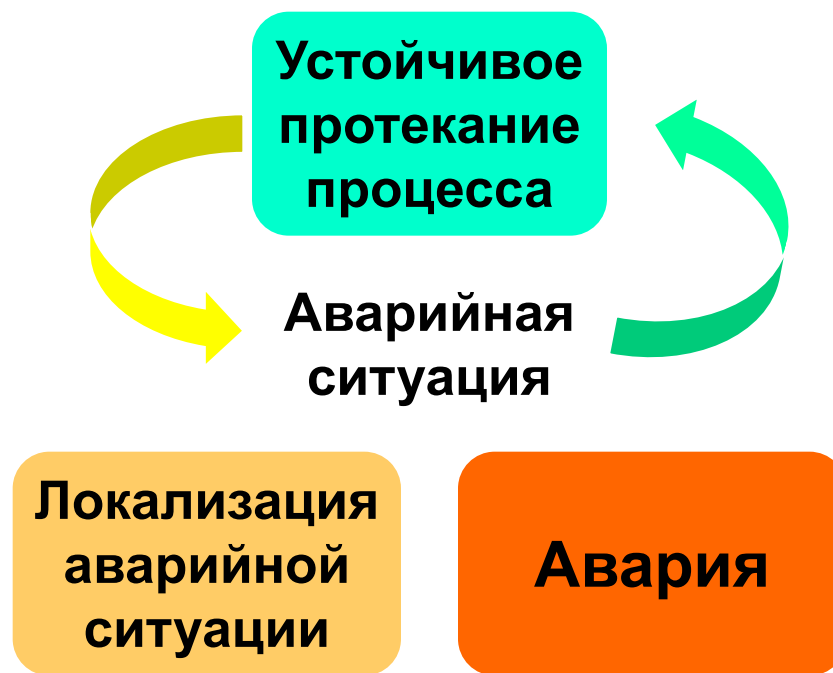 Устойчивое
протекание
процесса
Аварийная
ситуация
Локализация
аварийной
ситуации
Авария